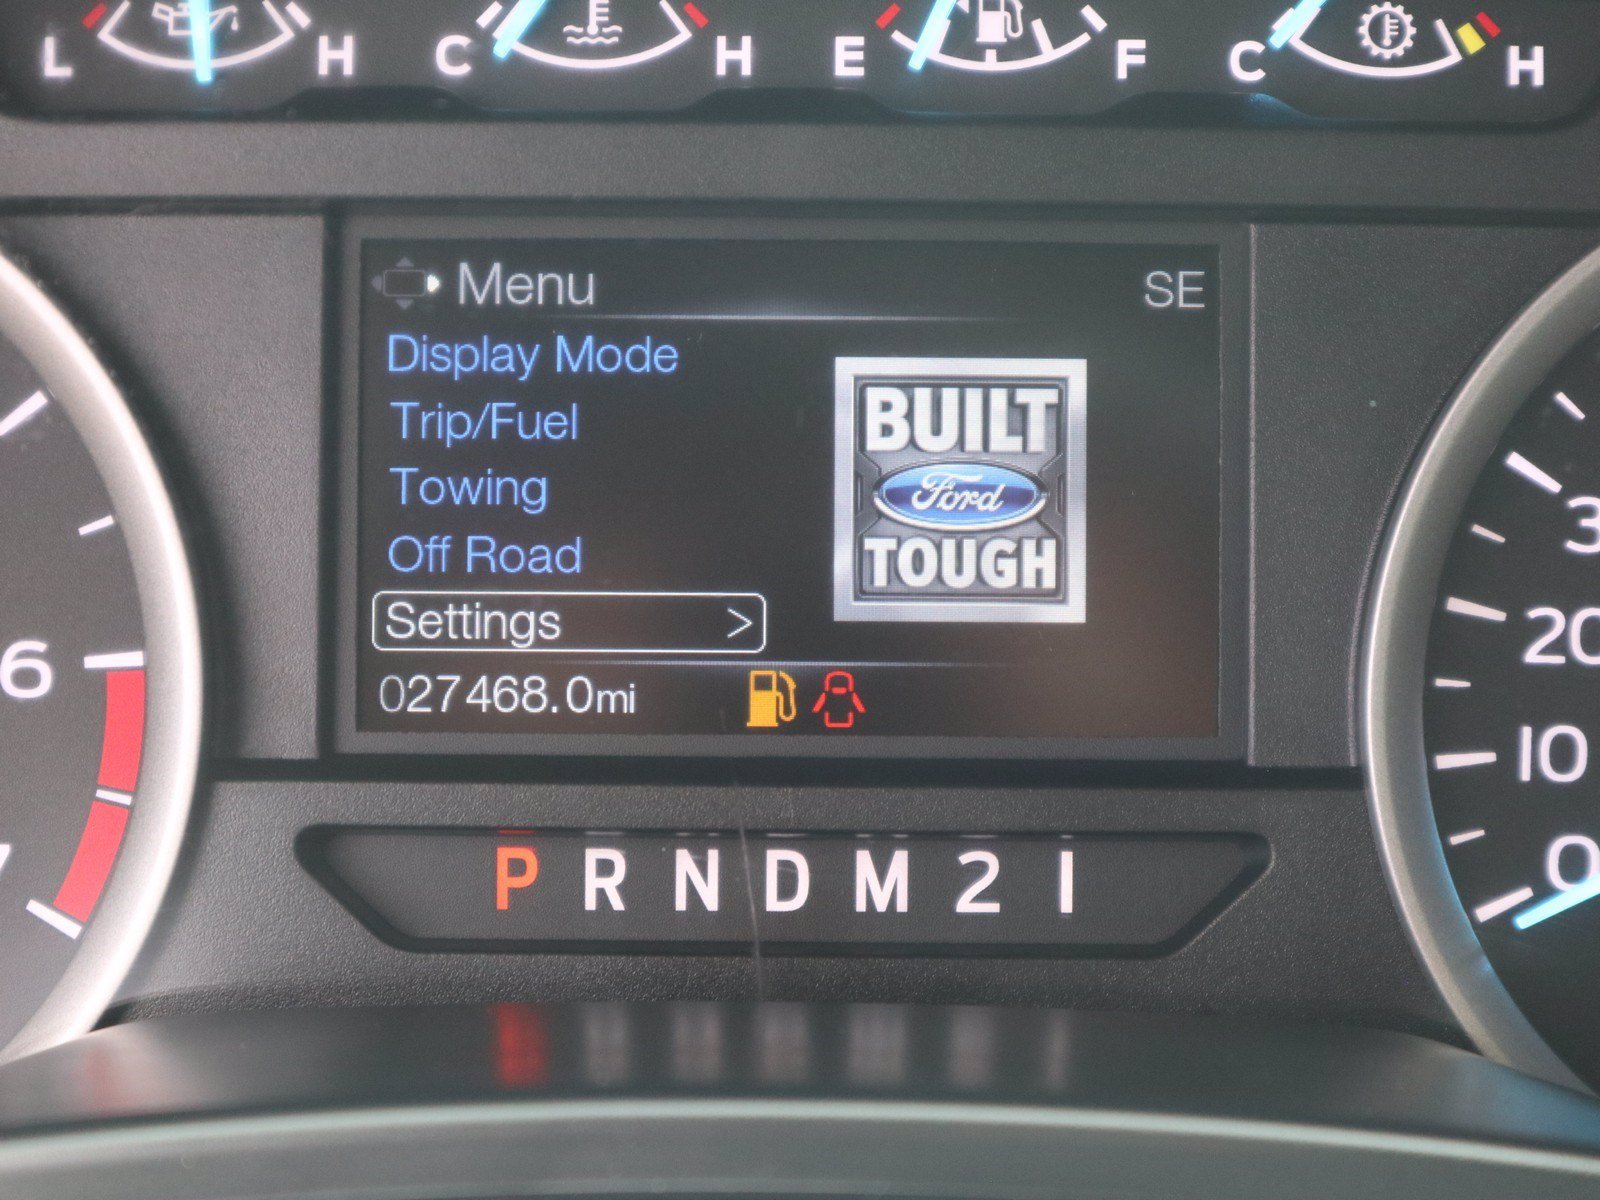 L H C H E F C H
Menu SE
Display Mode
Trip/Fuel
Towing
Off Road
Settings >
027468.0mi
BUILT
Ford
TOUGH
6
20
10
0
P R N D M 2 1